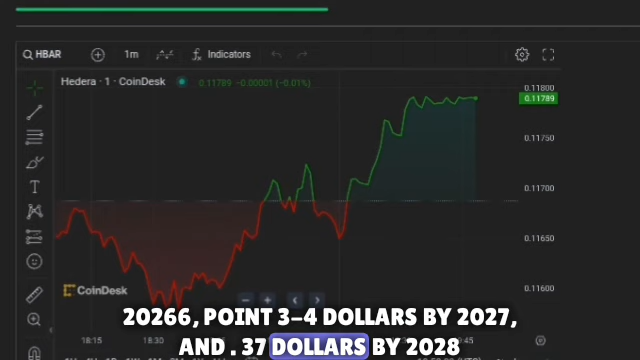 HBAR
1m
Indicators
Hedera · 1 · CoinDesk
0.11789 −0.00001 (−0.01%)
0.11800
0.11789
0.11750
0.11700
0.11650
0.11600
CoinDesk
20266, POINT 3-4 DOLLARS BY 2027,
AND . 37 DOLLARS BY 2028
18:15
18:30